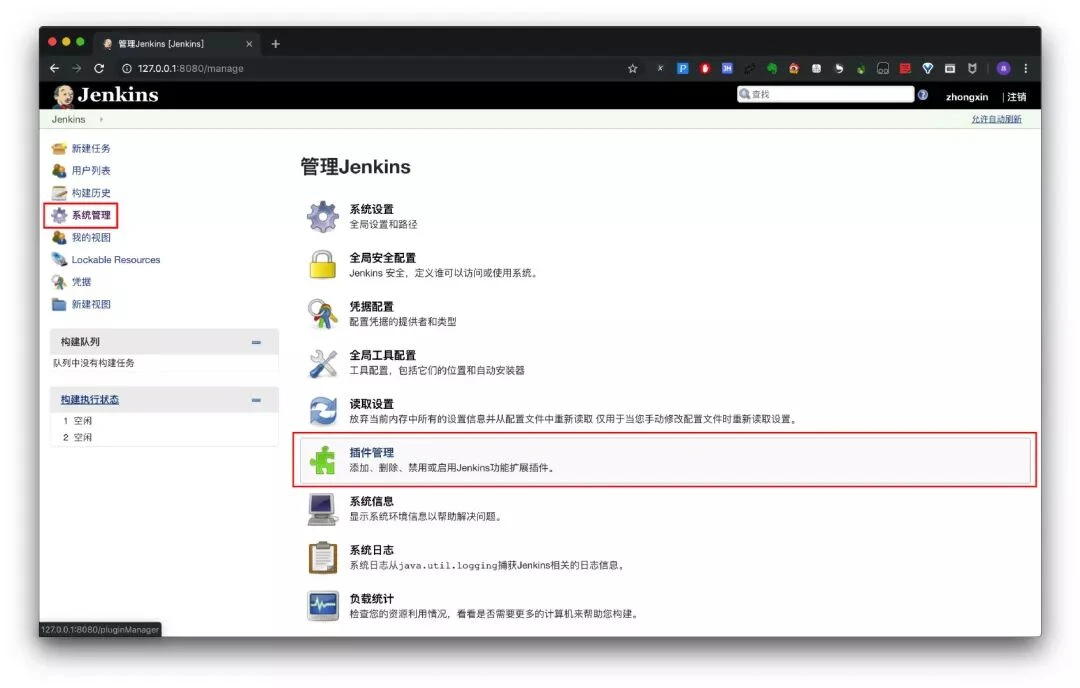 管理Jenkins [Jenkins]
127.0.0.1:8080/manage
Jenkins
查找
zhongxin
注销
Jenkins
允许自动刷新
新建任务
用户列表
构建历史
系统管理
我的视图
Lockable Resources
凭据
新建视图
构建队列
队列中没有构建任务
构建执行状态
1 空闲
2 空闲
管理Jenkins
系统设置
全局设置和路径
全局安全配置
Jenkins 安全，定义谁可以访问或使用系统。
凭据配置
配置凭据的提供者和类型
全局工具配置
工具配置，包括它们的位置和自动安装器
读取设置
放弃当前内存中所有的设置信息并从配置文件中重新读取 仅用于当您手动修改配置文件时重新读取设置。
插件管理
添加、删除、禁用或启用Jenkins功能扩展插件。
系统信息
显示系统环境信息以帮助解决问题。
系统日志
系统日志从java.util.logging捕获Jenkins相关的日志信息。
负载统计
检查您的资源利用情况，看看是否需要更多的计算机来帮助您构建。
127.0.0.1:8080/pluginManager